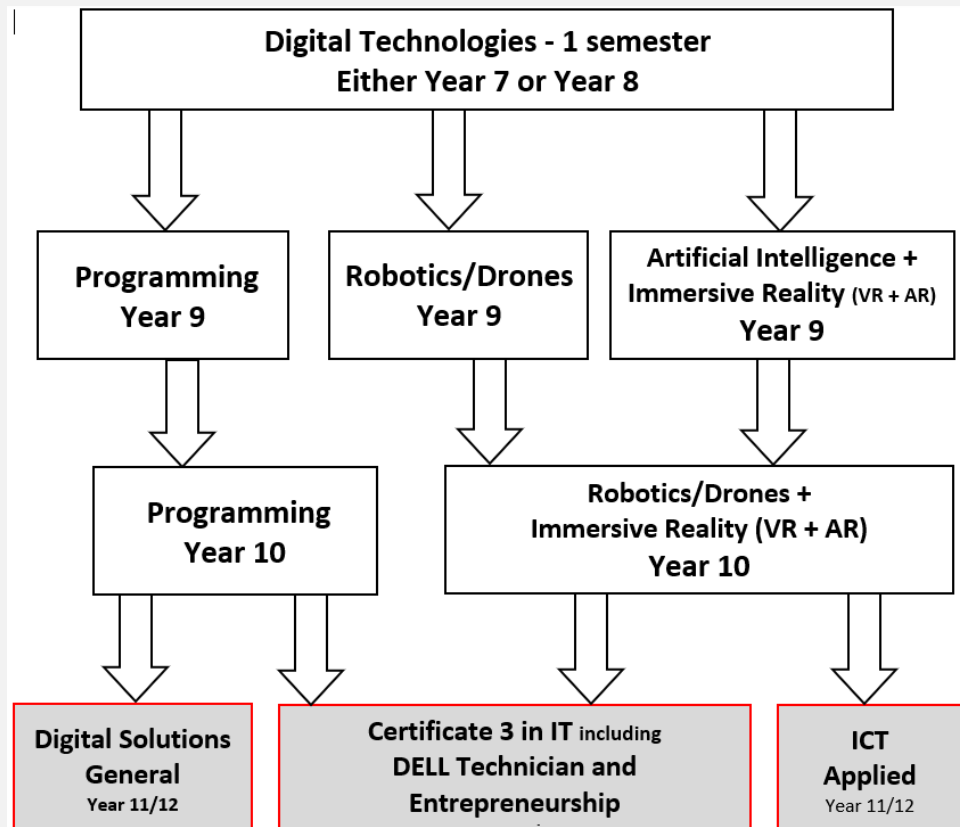 Digital Technologies - 1 semester
Either Year 7 or Year 8
Programming
Year 9
Robotics/Drones
Year 9
Artificial Intelligence +
Immersive Reality (VR + AR)
Year 9
Programming
Year 10
Robotics/Drones +
Immersive Reality (VR + AR)
Year 10
Digital Solutions
General
Year 11/12
Certificate 3 in IT including
DELL Technician and
Entrepreneurship
ICT
Applied
Year 11/12